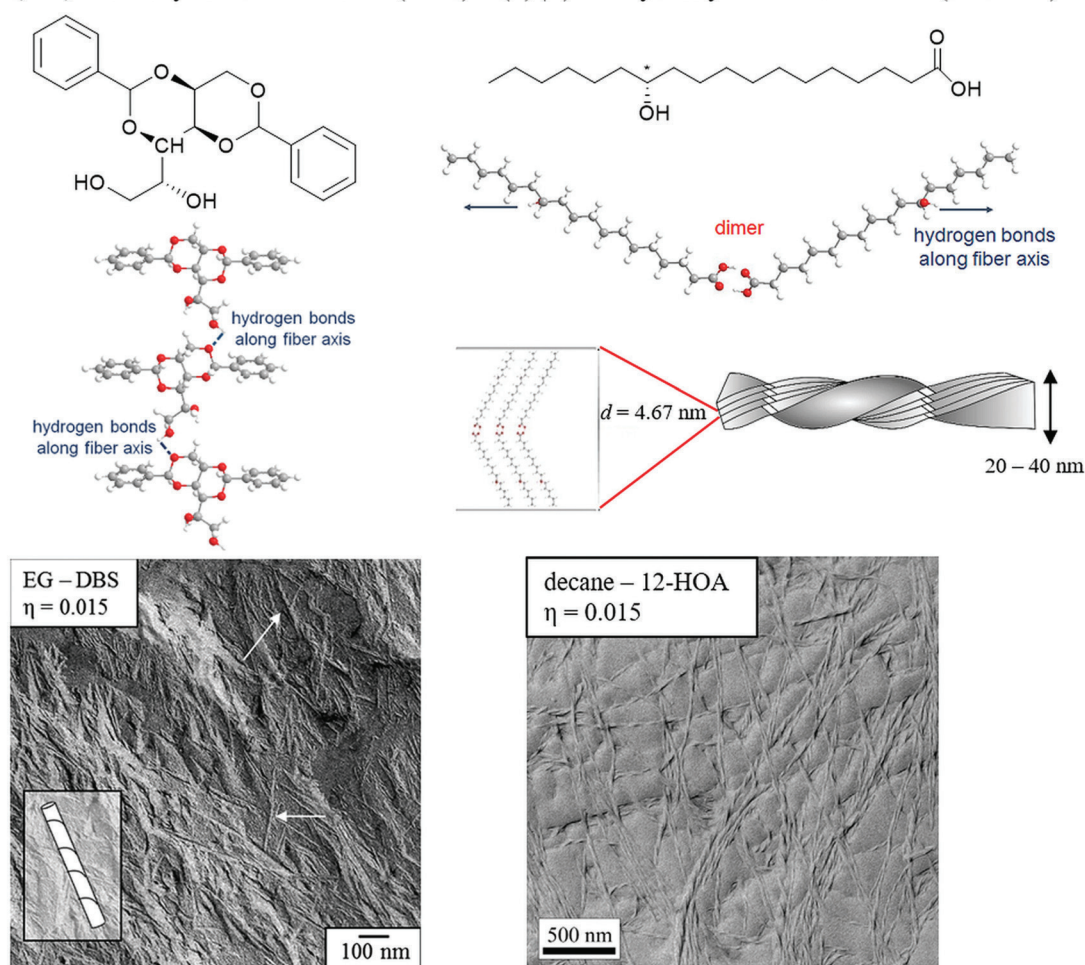 O
O
O
O
CH
HO
OH
*
OH
O
OH
hydrogen bonds
along fiber axis
hydrogen bonds
along fiber axis
dimer
hydrogen bonds
along fiber axis
d = 4.67 nm
20 – 40 nm
EG – DBS
η = 0.015
100 nm
decane – 12-HOA
η = 0.015
500 nm